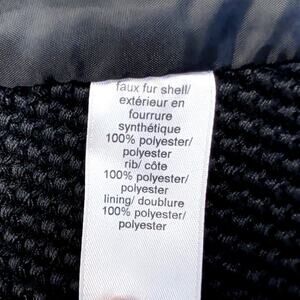 faux fur shell/
extérieur en
fourrure
synthétique
100% polyester/
polyester
rib/ côte
100% polyester/
polyester
lining/ doublure
100% polyester/
polyester